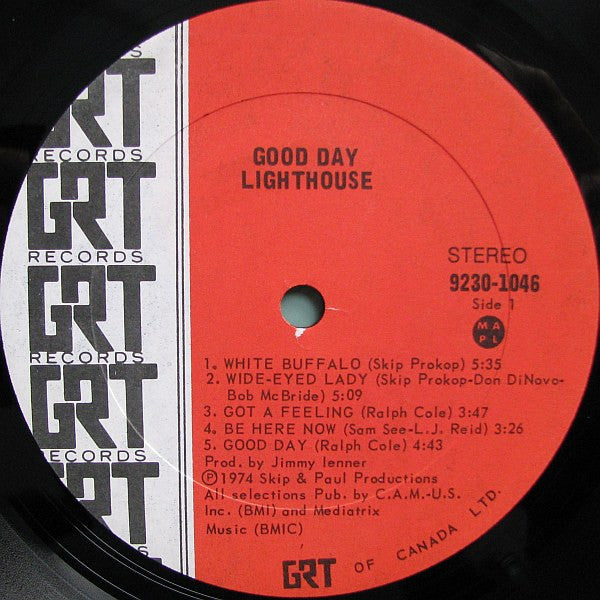 S
GRT
RECORDS
GRT
RECORDS
GRT
RECORDS
GRT
RECORDS
GRT
S
GOOD DAY
LIGHTHOUSE
STEREO
9230-1046
Side 1
M A
P L
1. WHITE BUFFALO (Skip Prokop) 5:35
2. WIDE-EYED LADY (Skip Prokop-Don DiNovo-
Bob McBride) 5:09
3. GOT A FEELING (Ralph Cole) 3:47
4. BE HERE NOW (Sam See-L.J. Reid) 3:26
5. GOOD DAY (Ralph Cole) 4:43
Prod. by Jimmy Ienner
Ⓟ1974 Skip & Paul Productions
All selections Pub. by C.A.M.-U.S.
Inc. (BMI) and Mediatrix
Music (BMIC)
GRT OF CANADA LTD.